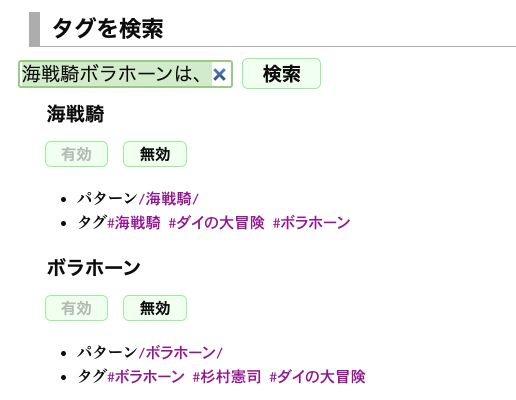 タグを検索
海戦騎ボラホーンは、 × 検索
海戦騎
有効 無効
• パターン/海戦騎/
• タグ#海戦騎 #ダイの大冒険 #ボラホーン
ボラホーン
有効 無効
• パターン/ボラホーン/
• タグ#ボラホーン #杉村憲司 #ダイの大冒険